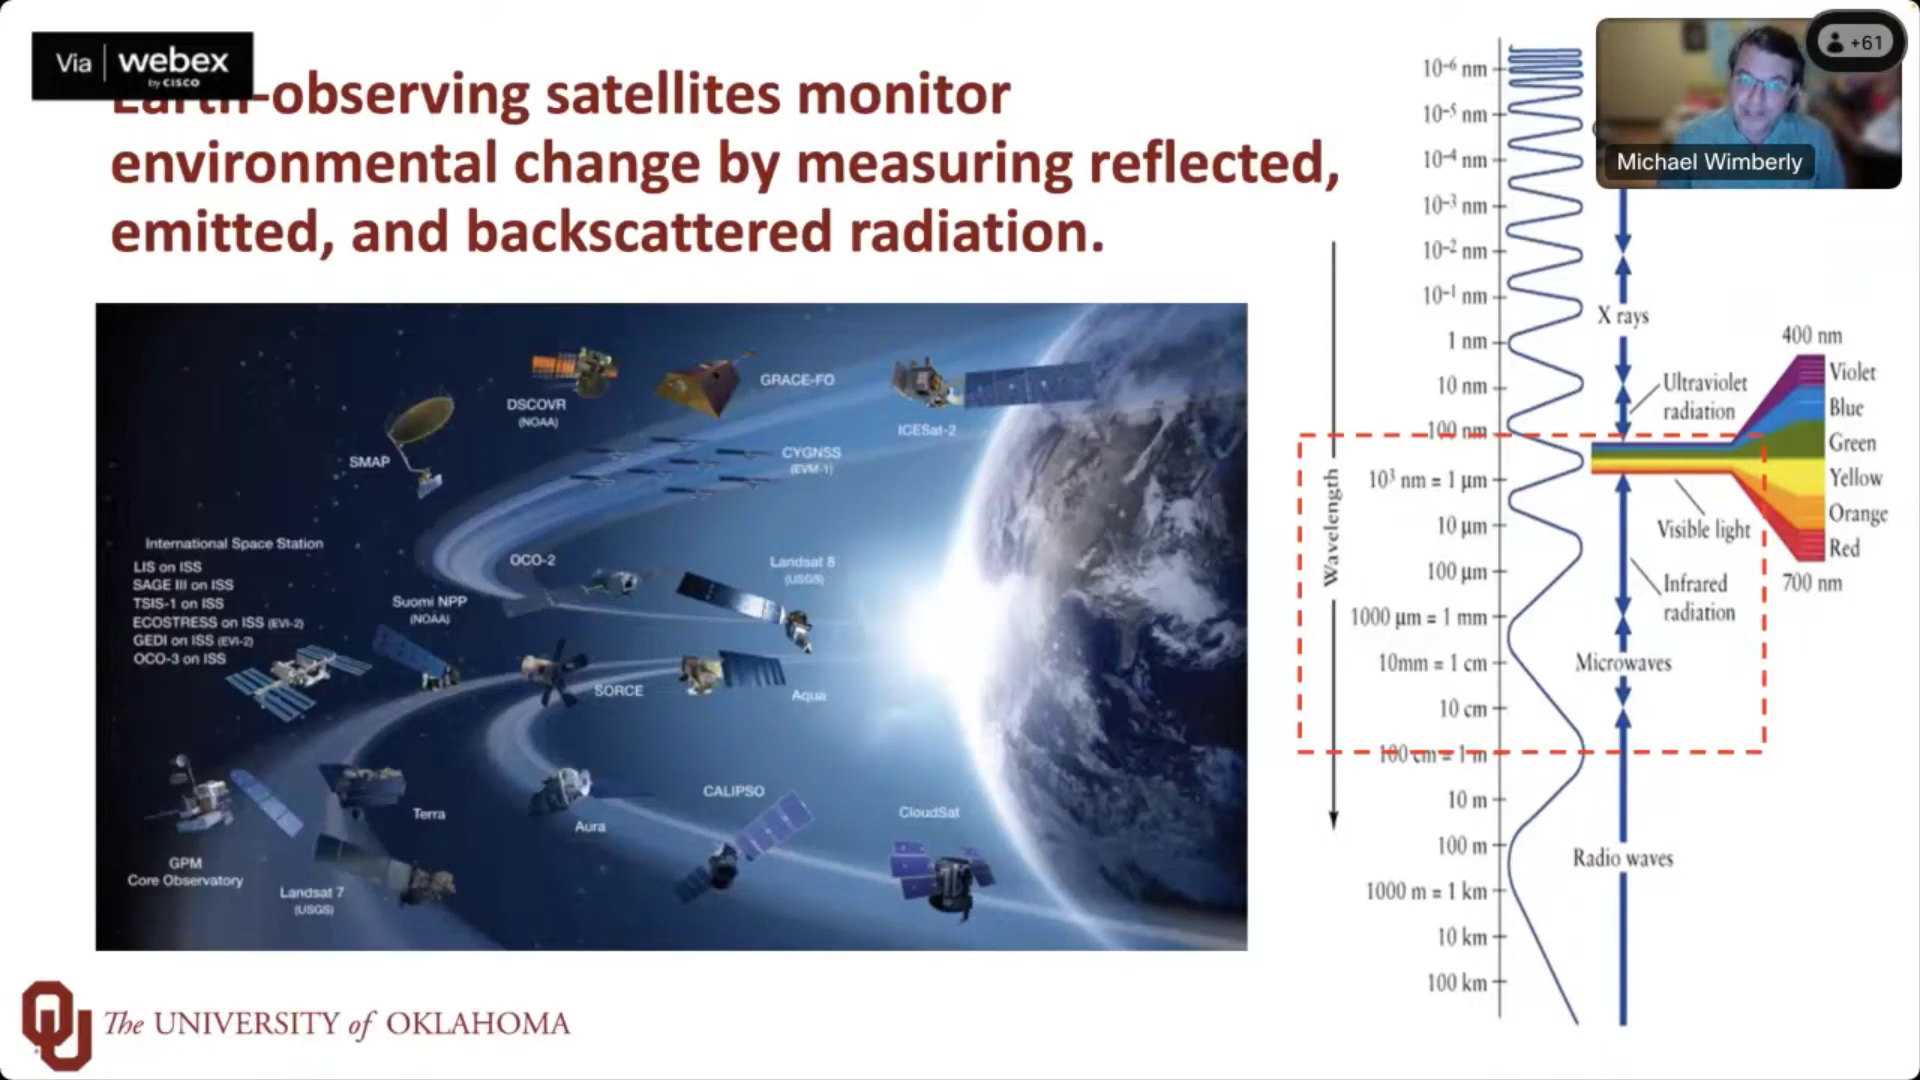 Via webex
by CISCO
Earth-observing satellites monitor
environmental change by measuring reflected,
emitted, and backscattered radiation.
+61
Michael Wimberly
DSCOVR
(NOAA)
GRACE-FO
ICESat-2
SMAP
CYGNSS
(EVM-1)
International Space Station
LIS on ISS
SAGE III on ISS
TSIS-1 on ISS
ECOSTRESS on ISS (EVI-2)
GEDI on ISS (EVI-2)
OCO-3 on ISS
OCO-2
Landsat 8
(USGS)
Suomi NPP
(NOAA)
SORCE
Aqua
Terra
Aura
CALIPSO
CloudSat
GPM
Core Observatory
Landsat 7
(USGS)
Wavelength
10-6 nm
10-5 nm
10-4 nm
10-3 nm
10-2 nm
10-1 nm
1 nm
10 nm
100 nm
10³ nm = 1 µm
10 µm
100 µm
1000 µm = 1 mm
10mm = 1 cm
10 cm
100 cm = 1 m
10 m
100 m
1000 m = 1 km
10 km
100 km
X rays
Ultraviolet
radiation
Visible light
Infrared
radiation
Microwaves
Radio waves
400 nm
Violet
Blue
Green
Yellow
Orange
Red
700 nm
OU
The UNIVERSITY of OKLAHOMA